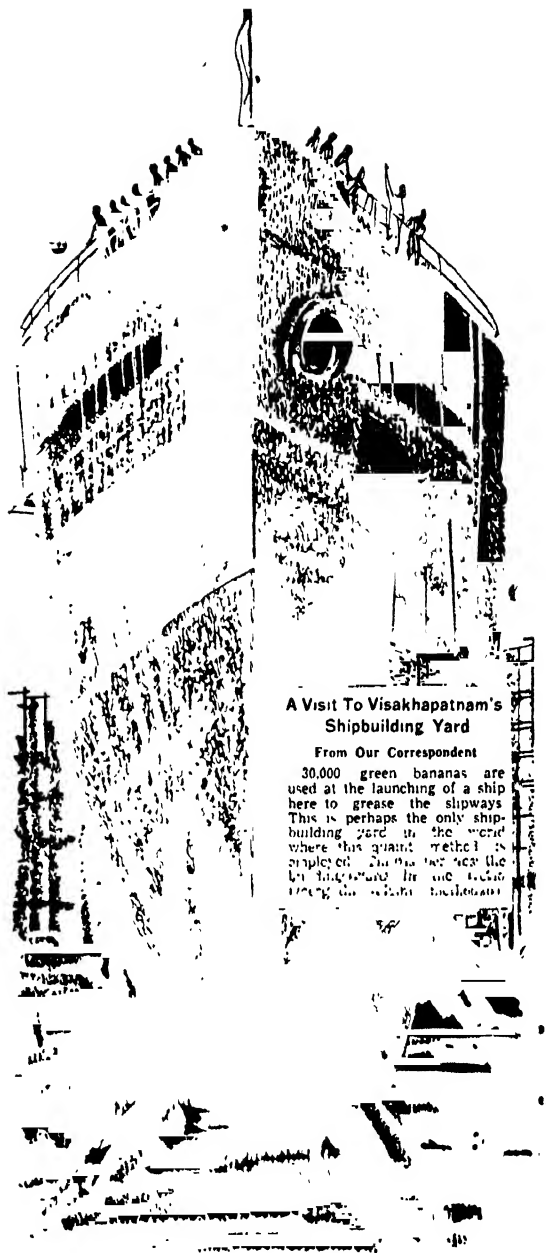 A Visit To Visakhapatnam's
Shipbuilding Yard
From Our Correspondent
30,000 green bananas are
used at the launching of a ship
here to grease the slipways
This is perhaps the only ship-
building yard in the world
where this quaint method is
employed